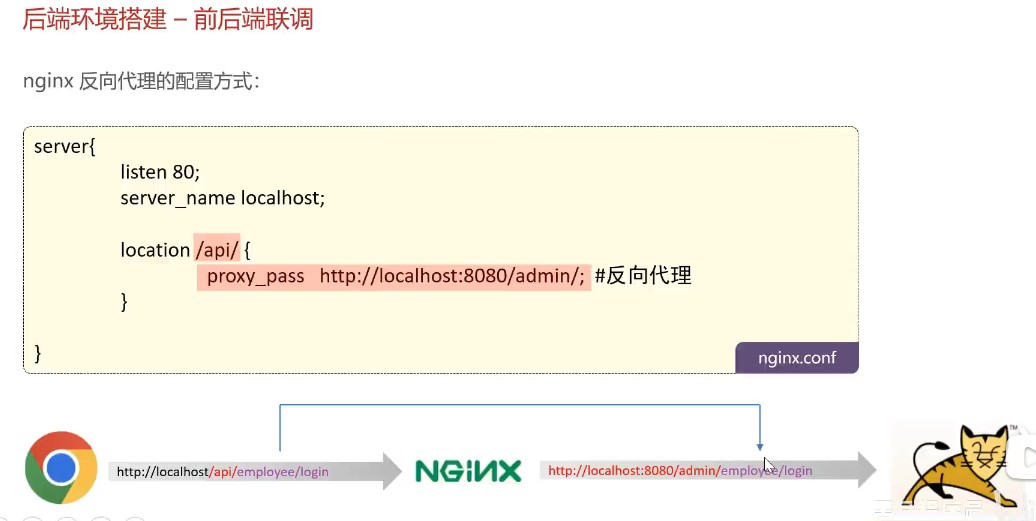 后端环境搭建 – 前后端联调
nginx 反向代理的配置方式：
server{
listen 80;
server_name localhost;
location /api/ {
proxy_pass http://localhost:8080/admin/; #反向代理
}
}
nginx.conf
http://localhost/api/employee/login
NGINX
http://localhost:8080/admin/employee/login
TM